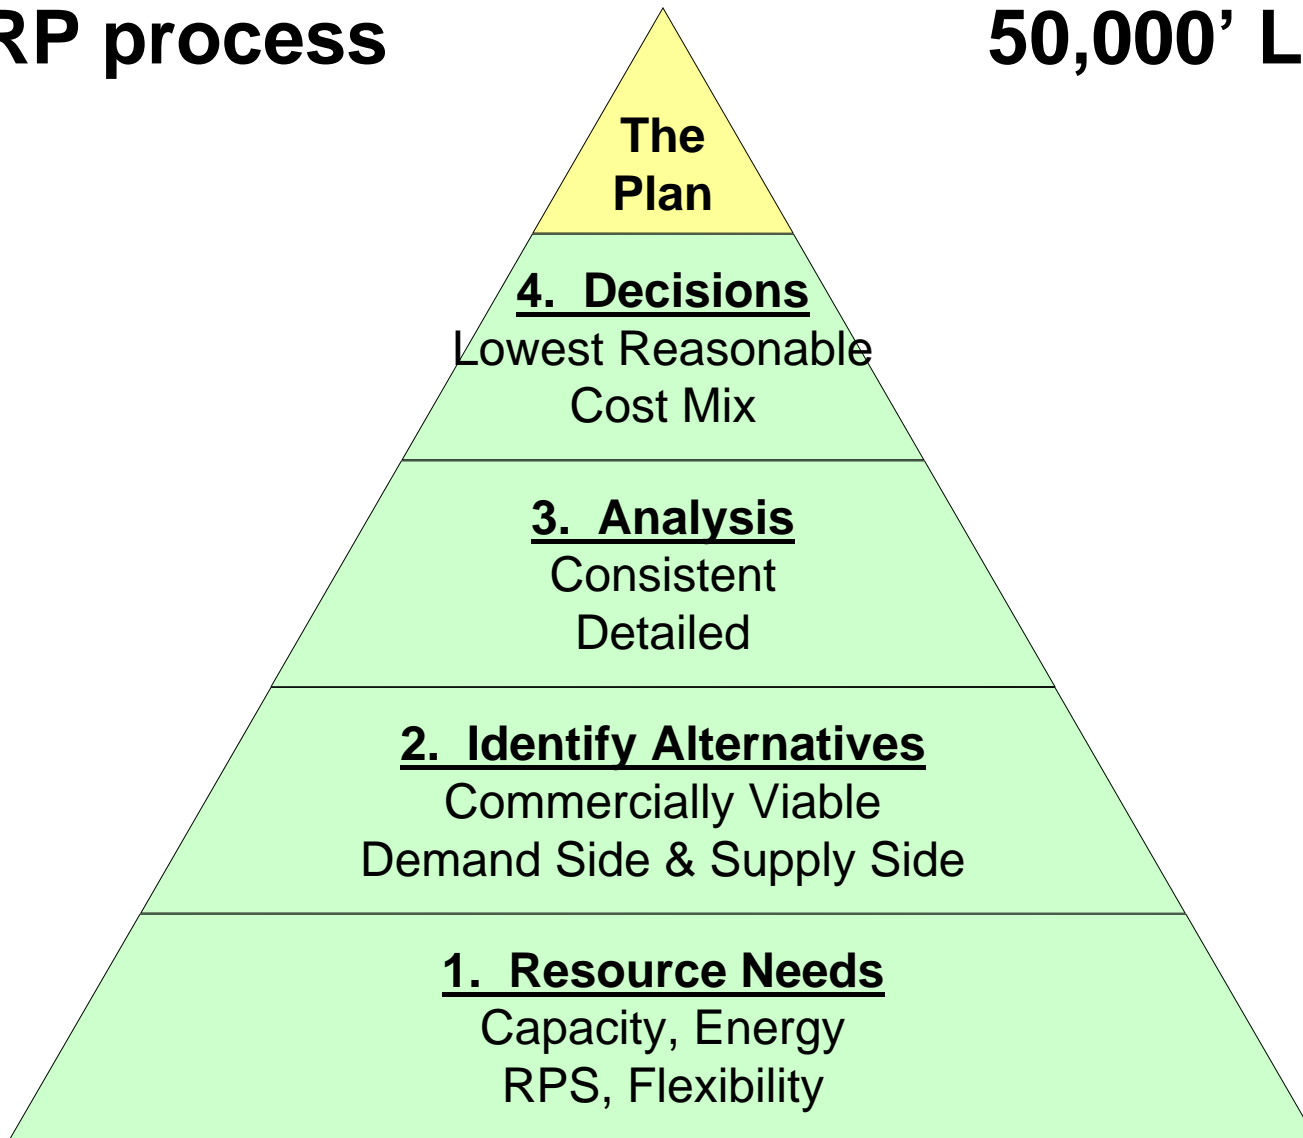 RP process
50,000’ L
The
Plan
4. Decisions
Lowest Reasonable
Cost Mix
3. Analysis
Consistent
Detailed
2. Identify Alternatives
Commercially Viable
Demand Side & Supply Side
1. Resource Needs
Capacity, Energy
RPS, Flexibility